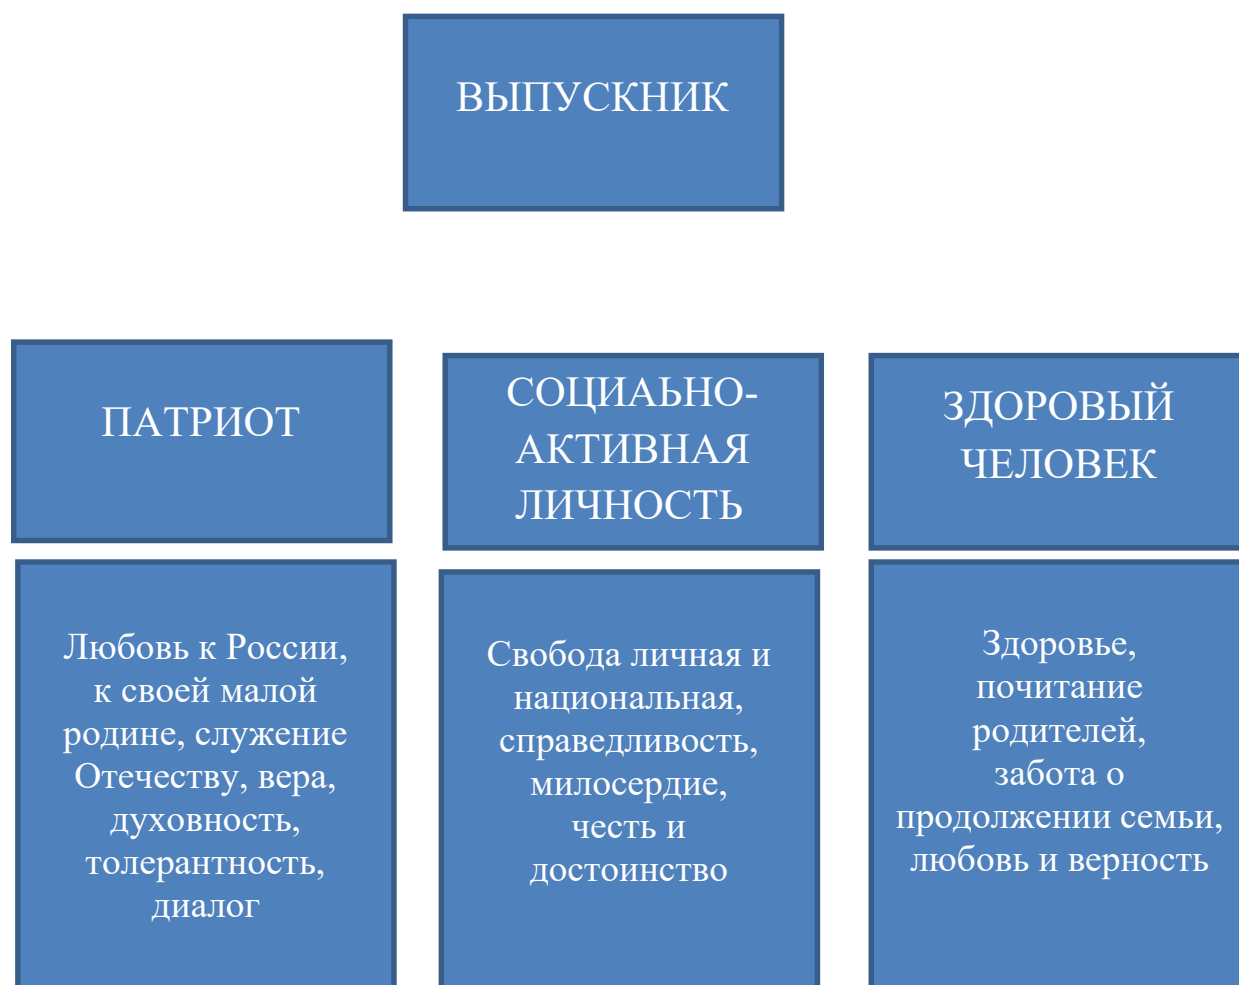 ВЫПУСКНИК
ПАТРИОТ
СОЦИАЬНО-
АКТИВНАЯ
ЛИЧНОСТЬ
ЗДОРОВЫЙ
ЧЕЛОВЕК
Любовь к России,
к своей малой
родине, служение
Отечеству, вера,
духовность,
толерантность,
диалог
Свобода личная и
национальная,
справедливость,
милосердие,
честь и
достоинство
Здоровье,
почитание
родителей,
забота о
продолжении семьи,
любовь и верность